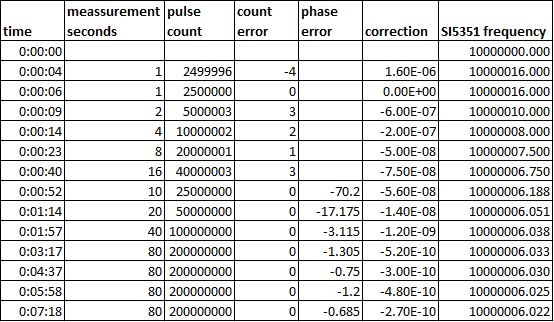 time meassurement seconds pulse count count error phase error correction SI5351 frequency
0:00:00 10000000.000
0:00:04 1 2499996 -4 1.60E-06 10000016.000
0:00:06 1 2500000 0 0.00E+00 10000016.000
0:00:09 2 5000003 3 -6.00E-07 10000010.000
0:00:14 4 10000002 2 -2.00E-07 10000008.000
0:00:23 8 20000001 1 -5.00E-08 10000007.500
0:00:40 16 40000003 3 -7.50E-08 10000006.750
0:00:52 10 25000000 0 -70.2 -5.60E-08 10000006.188
0:01:14 20 50000000 0 -17.175 -1.40E-08 10000006.051
0:01:57 40 100000000 0 -3.115 -1.20E-09 10000006.038
0:03:17 80 200000000 0 -1.305 -5.20E-10 10000006.033
0:04:37 80 200000000 0 -0.75 -3.00E-10 10000006.030
0:05:58 80 200000000 0 -1.2 -4.80E-10 10000006.025
0:07:18 80 200000000 0 -0.685 -2.70E-10 10000006.022